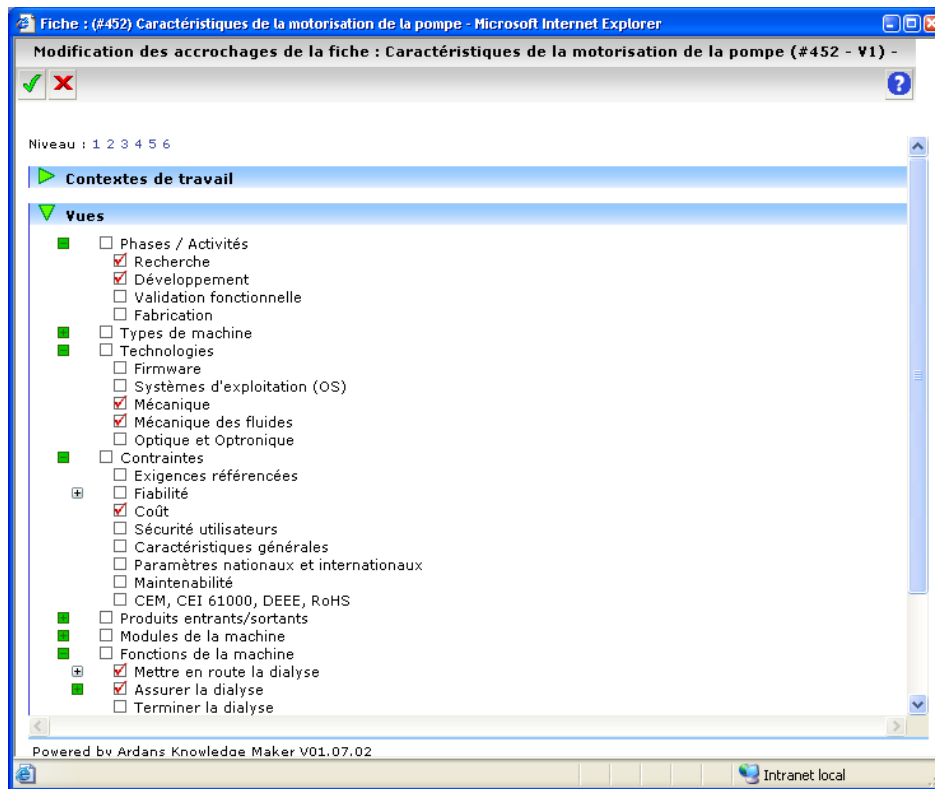 Fiche : (#452) Caractéristiques de la motorisation de la pompe - Microsoft Internet Explorer
Modification des accrochages de la fiche : Caractéristiques de la motorisation de la pompe (#452 - V1) -
?
Niveau : 1 2 3 4 5 6
Contextes de travail
Vues
Phases / Activités
Recherche
Développement
Validation fonctionnelle
Fabrication
Types de machine
Technologies
Firmware
Systèmes d'exploitation (OS)
Mécanique
Mécanique des fluides
Optique et Optronique
Contraintes
Exigences référencées
Fiabilité
Coût
Sécurité utilisateurs
Caractéristiques générales
Paramètres nationaux et internationaux
Maintenabilité
CEM, CEI 61000, DEEE, RoHS
Produits entrants/sortants
Modules de la machine
Fonctions de la machine
Mettre en route la dialyse
Assurer la dialyse
Terminer la dialyse
Powered by Ardans Knowledge Maker V01.07.02
Intranet local